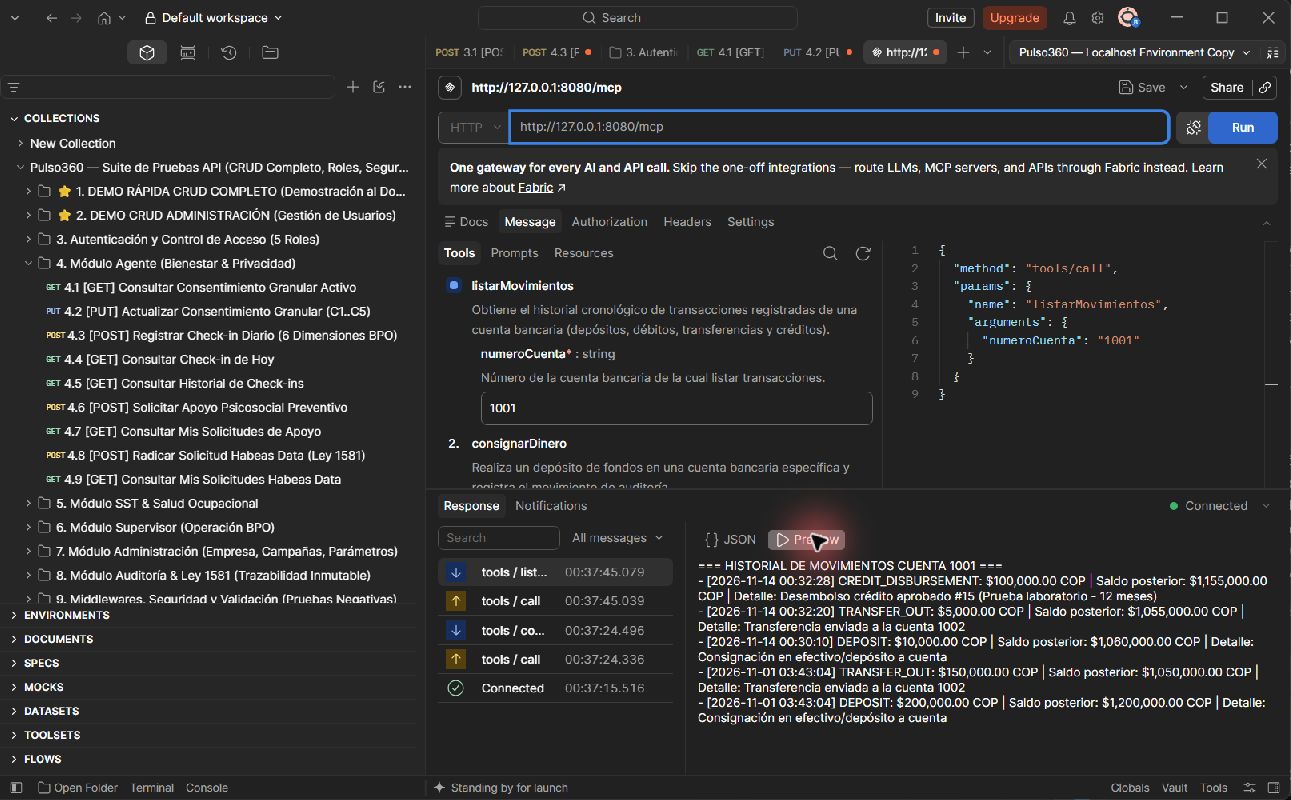 Default workspace
Search
Invite
Upgrade
POST 3.1 [PO
POST 4.3 [F
3. Autenti
GET 4.1 [GET]
PUT 4.2 [PU
http://12
Pulso360 — Localhost Environment Copy
COLLECTIONS
New Collection
Pulso360 — Suite de Pruebas API (CRUD Completo, Roles, Segur...
1. DEMO RÁPIDA CRUD COMPLETO (Demostración al Do...
2. DEMO CRUD ADMINISTRACIÓN (Gestión de Usuarios)
3. Autenticación y Control de Acceso (5 Roles)
4. Módulo Agente (Bienestar & Privacidad)
GET 4.1 [GET] Consultar Consentimiento Granular Activo
PUT 4.2 [PUT] Actualizar Consentimiento Granular (C1..C5)
POST 4.3 [POST] Registrar Check-in Diario (6 Dimensiones BPO)
GET 4.4 [GET] Consultar Check-in de Hoy
GET 4.5 [GET] Consultar Historial de Check-ins
POST 4.6 [POST] Solicitar Apoyo Psicosocial Preventivo
GET 4.7 [GET] Consultar Mis Solicitudes de Apoyo
POST 4.8 [POST] Radicar Solicitud Habeas Data (Ley 1581)
GET 4.9 [GET] Consultar Mis Solicitudes Habeas Data
5. Módulo SST & Salud Ocupacional
6. Módulo Supervisor (Operación BPO)
7. Módulo Administración (Empresa, Campañas, Parámetros)
8. Módulo Auditoría & Ley 1581 (Trazabilidad Inmutable)
9. Middlewares, Seguridad y Validación (Pruebas Negativas)
ENVIRONMENTS
DOCUMENTS
SPECS
MOCKS
DATASETS
TOOLSETS
FLOWS
http://127.0.0.1:8080/mcp
Save
Share
HTTP
http://127.0.0.1:8080/mcp
Run
One gateway for every AI and API call. Skip the one-off integrations — route LLMs, MCP servers, and APIs through Fabric instead. Learn
more about Fabric ↗
Docs
Message
Authorization
Headers
Settings
Tools
Prompts
Resources
listarMovimientos
Obtiene el historial cronológico de transacciones registradas de una
cuenta bancaria (depósitos, débitos, transferencias y créditos).
numeroCuenta* : string
Número de la cuenta bancaria de la cual listar transacciones.
1001
2. consignarDinero
Realiza un depósito de fondos en una cuenta bancaria específica y
registra el movimiento de auditoría.
1 {
2 "method": "tools/call",
3 "params": {
4 "name": "listarMovimientos",
5 "arguments": {
6 "numeroCuenta": "1001"
7 }
8 }
9 }
Response
Notifications
Connected
Search
All messages
tools / list... 00:37:45.079
tools / call 00:37:45.039
tools / co... 00:37:24.496
tools / call 00:37:24.336
Connected 00:37:15.516
{} JSON
=== HISTORIAL DE MOVIMIENTOS CUENTA 1001 ===
- [2026-11-14 00:32:28] CREDIT_DISBURSEMENT: $100,000.00 COP | Saldo posterior: $1,155,000.00
COP | Detalle: Desembolso crédito aprobado #15 (Prueba laboratorio - 12 meses)
- [2026-11-14 00:32:20] TRANSFER_OUT: $5,000.00 COP | Saldo posterior: $1,055,000.00 COP |
Detalle: Transferencia enviada a la cuenta 1002
- [2026-11-14 00:30:10] DEPOSIT: $10,000.00 COP | Saldo posterior: $1,060,000.00 COP | Detalle:
Consignación en efectivo/depósito a cuenta
- [2026-11-01 03:43:04] TRANSFER_OUT: $150,000.00 COP | Saldo posterior: $1,050,000.00 COP |
Detalle: Transferencia enviada a la cuenta 1002
- [2026-11-01 03:43:04] DEPOSIT: $200,000.00 COP | Saldo posterior: $1,200,000.00 COP | Detalle:
Consignación en efectivo/depósito a cuenta
Open Folder
Terminal
Console
Standing by for launch
Globals
Vault
Tools